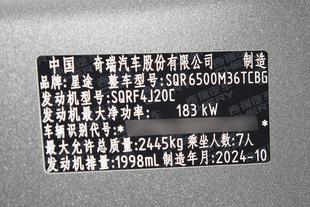 中国 奇瑞汽车股份有限公司 制造
品牌:星途 整车型号:SQR6500M36TCBG
发动机型号:SQRF4J20C
发动机最大净功率: 183 kW
车辆识别代号:*
最大允许总质量:2445kg 乘坐人数:7人
发动机排量:1998mL 制造年月:2024-10